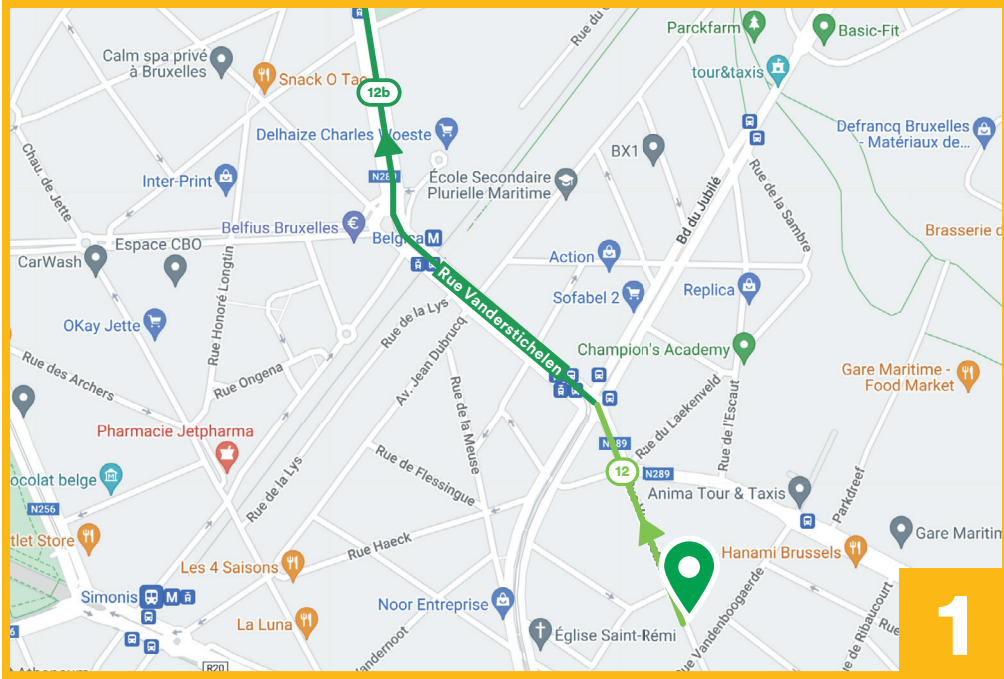 Rue du
Parckfarm
Basic-Fit
Calm spa privé
à Bruxelles
Snack O Tac
tour&taxis
12b
Delhaize Charles Woeste
BX1
Defrancq Bruxelles
- Matériaux de...
Chau. de Jette
Inter-Print
N289
École Secondaire
Plurielle Maritime
Rue de la Sambre
Bd du Jubilé
Belfius Bruxelles
Belgica
M
Brasserie d
Espace CBO
CarWash
Action
Rue Vanderstichelen
Rue Honoré Longtin
Sofabel 2
Replica
OKay Jette
Rue de la Lys
Av. Jean Dubrucq
Champion's Academy
Rue des Archers
Rue Ongena
Gare Maritime -
Food Market
Rue de la Meuse
Rue du Laekenveld
Rue de l'Escaut
Pharmacie Jetpharma
N289
12
N289
ocolat belge
Rue de la Lys
Rue de Flessingue
Anima Tour & Taxis
Parkdreef
N256
tlet Store
Rue Haeck
Gare Maritim
Les 4 Saisons
Hanami Brussels
Simonis
M
Noor Entreprise
La Luna
Église Saint-Rémi
Rue Vandenboogaerde
ue de Ribaucourt
Rue
andernoot
6
R20
1